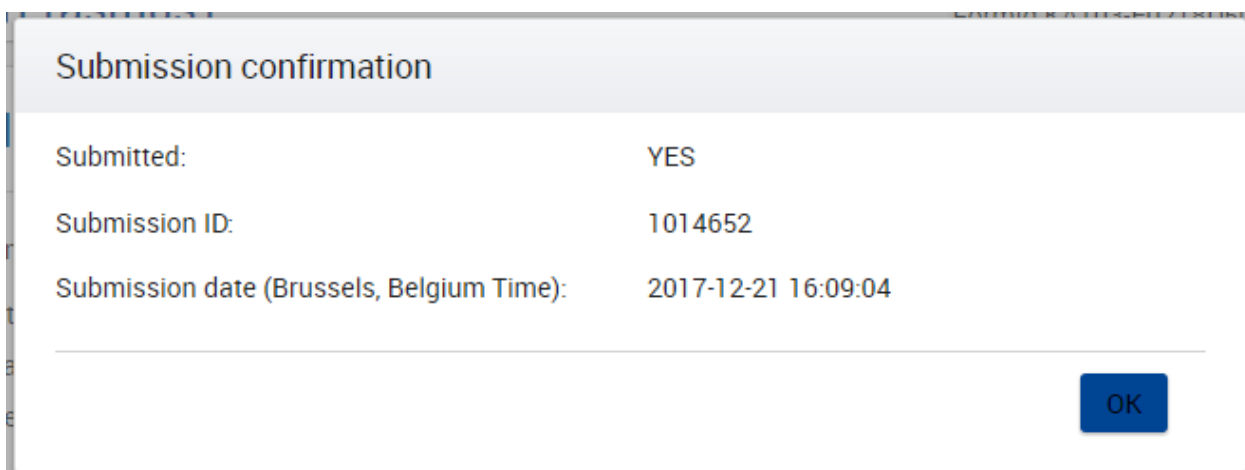 Submission confirmation
Submitted: YES
Submission ID: 1014652
Submission date (Brussels, Belgium Time): 2017-12-21 16:09:04
OK